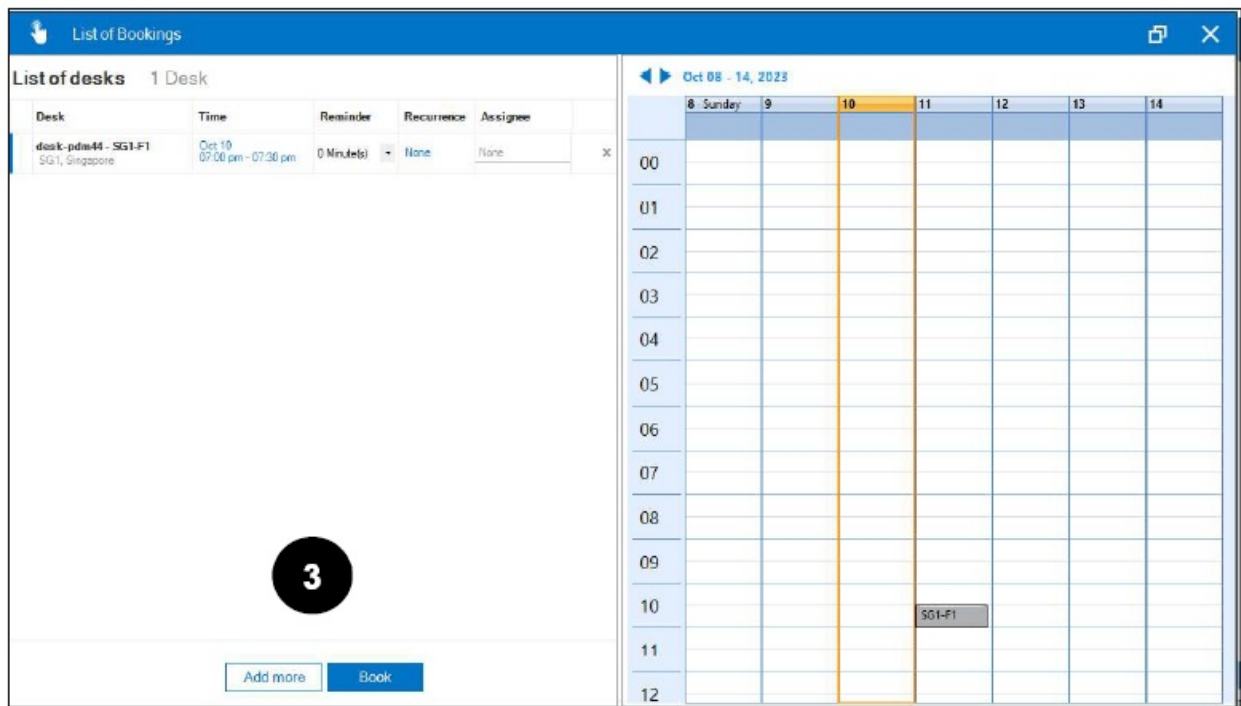 List of Bookings
List of desks 1 Desk
Desk Time Reminder Recurrence Assignee
desk-pdm44 - SG1-F1
SG1, Singapore
Oct 10
07:00 pm - 07:30 pm
0 Minute(s)
None
None
x
3
Add more
Book
Oct 08 - 14, 2023
8 Sunday 9 10 11 12 13 14
00
01
02
03
04
05
06
07
08
09
10
SG1-F1
11
12